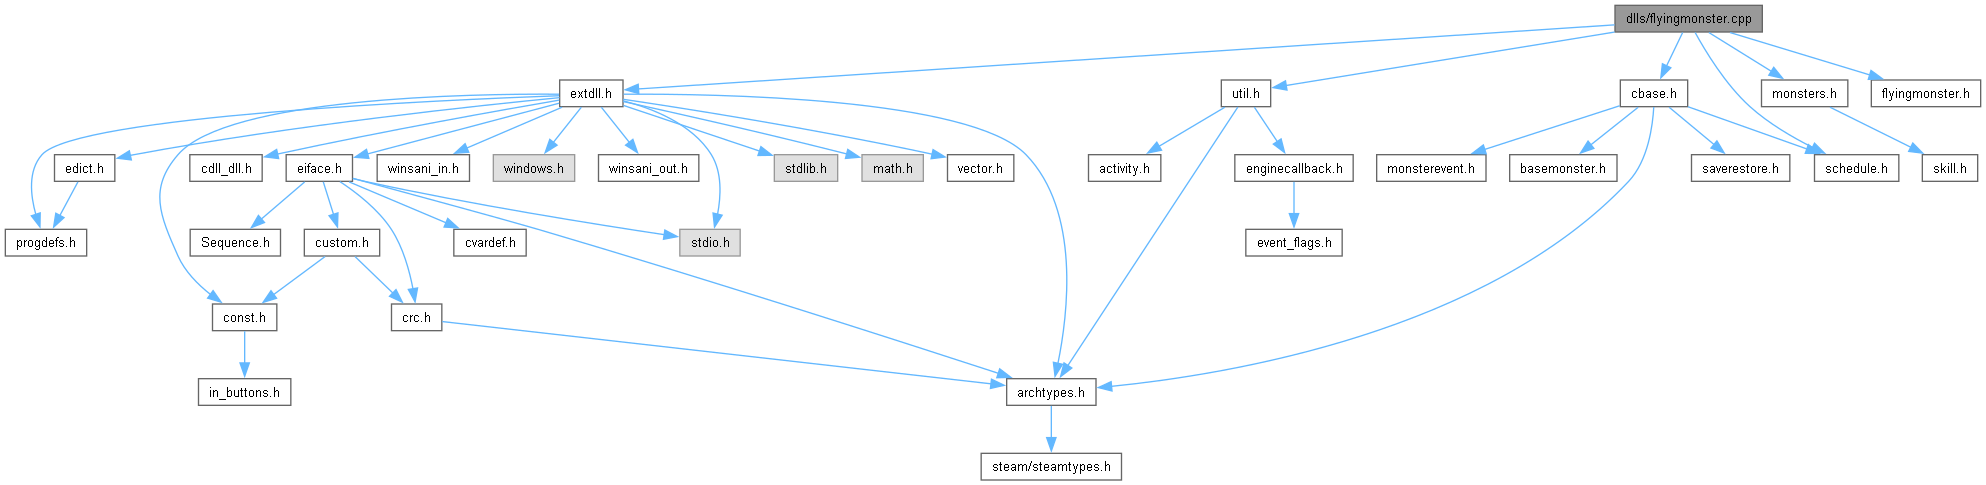 dlls/flyingmonster.cpp
extdll.h
util.h
cbase.h
monsters.h
flyingmonster.h
edict.h
cdll_dll.h
eiface.h
winsani_in.h
windows.h
winsani_out.h
stdlib.h
math.h
vector.h
activity.h
enginecallback.h
monsterevent.h
basemonster.h
saverestore.h
schedule.h
skill.h
progdefs.h
Sequence.h
custom.h
cvardef.h
stdio.h
event_flags.h
const.h
crc.h
in_buttons.h
archtypes.h
steam/steamtypes.h